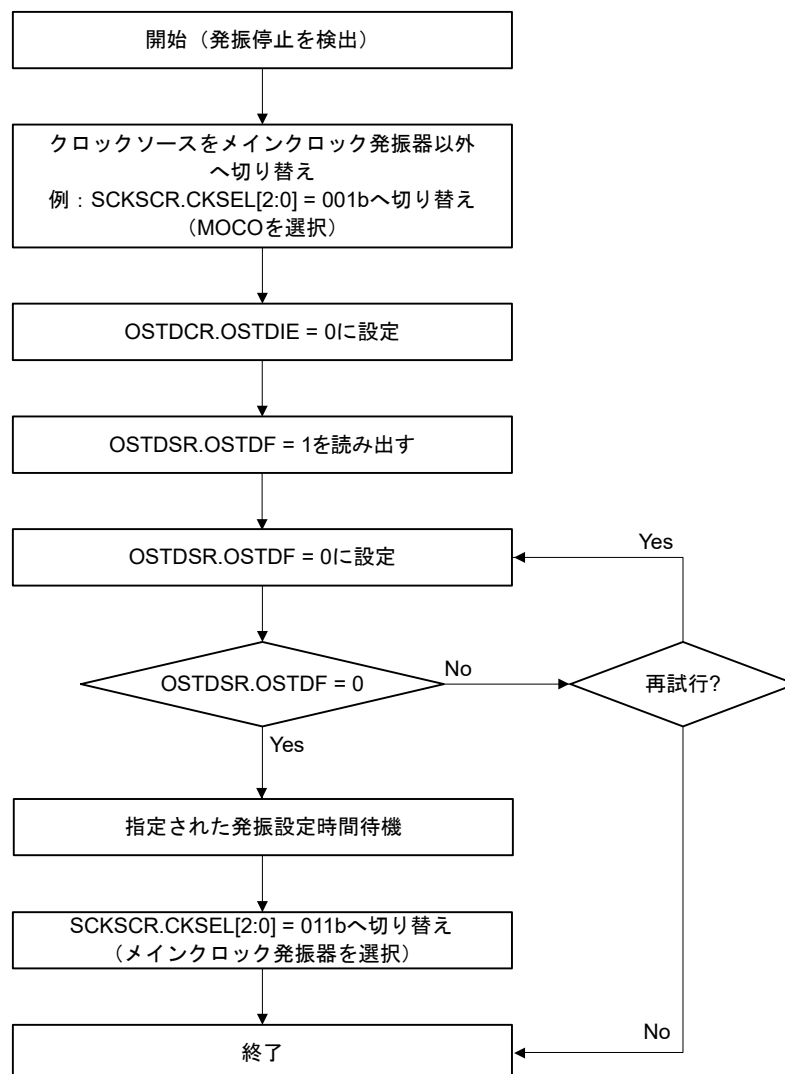 開始（発振停止を検出）
クロックソースをメインクロック発振器以外
へ切り替え
例：SCKSCR.CKSEL[2:0] = 001bへ切り替え
（MOCOを選択）
OSTDCR.OSTDIE = 0に設定
OSTDSR.OSTDF = 1を読み出す
OSTDSR.OSTDF = 0に設定
Yes
OSTDSR.OSTDF = 0
No
再試行?
Yes
指定された発振設定時間待機
SCKSCR.CKSEL[2:0] = 011bへ切り替え
（メインクロック発振器を選択）
No
終了